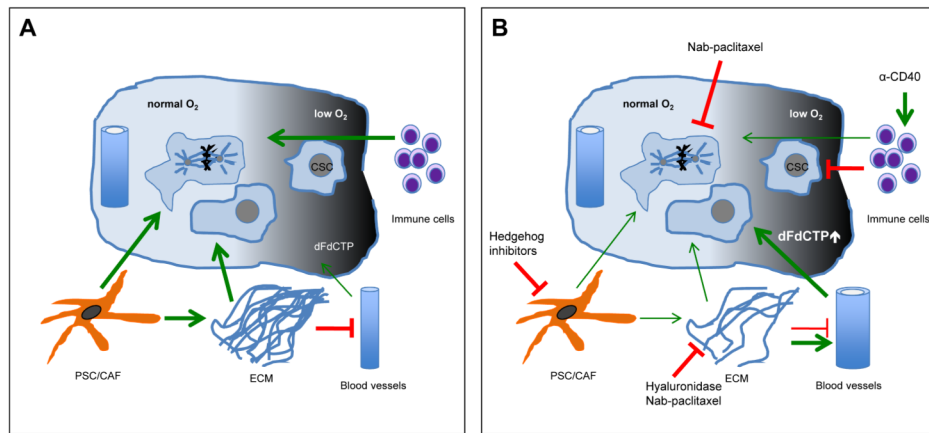 A
normal O₂
low O₂
CSC
Immune cells
dFdCTP
PSC/CAF
ECM
Blood vessels
B
Nab-paclitaxel
α-CD40
normal O₂
low O₂
CSC
Immune cells
dFdCTP
Hedgehog
inhibitors
PSC/CAF
ECM
Blood vessels
Hyaluronidase
Nab-paclitaxel